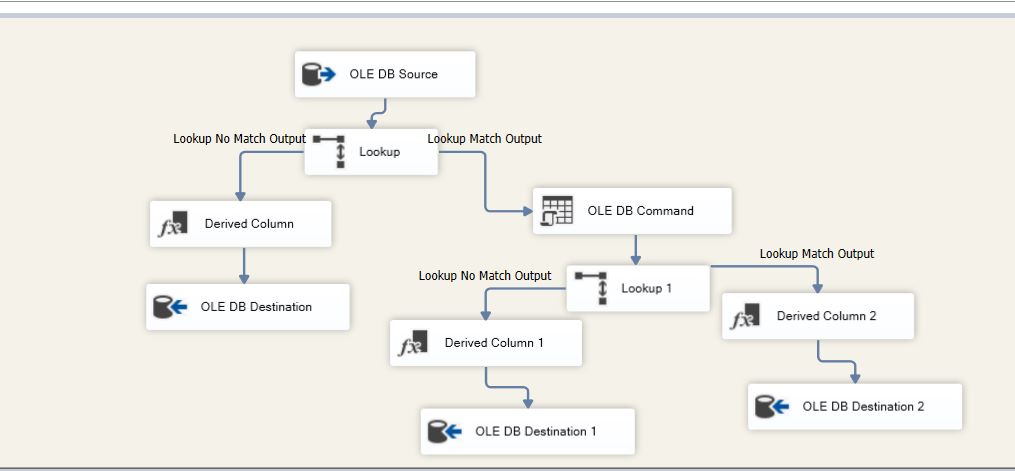 OLE DB Source
Lookup No Match Output
Lookup Match Output
Lookup
OLE DB Command
Derived Column
Lookup Match Output
Lookup No Match Output
Lookup 1
OLE DB Destination
Derived Column 2
Derived Column 1
OLE DB Destination 2
OLE DB Destination 1